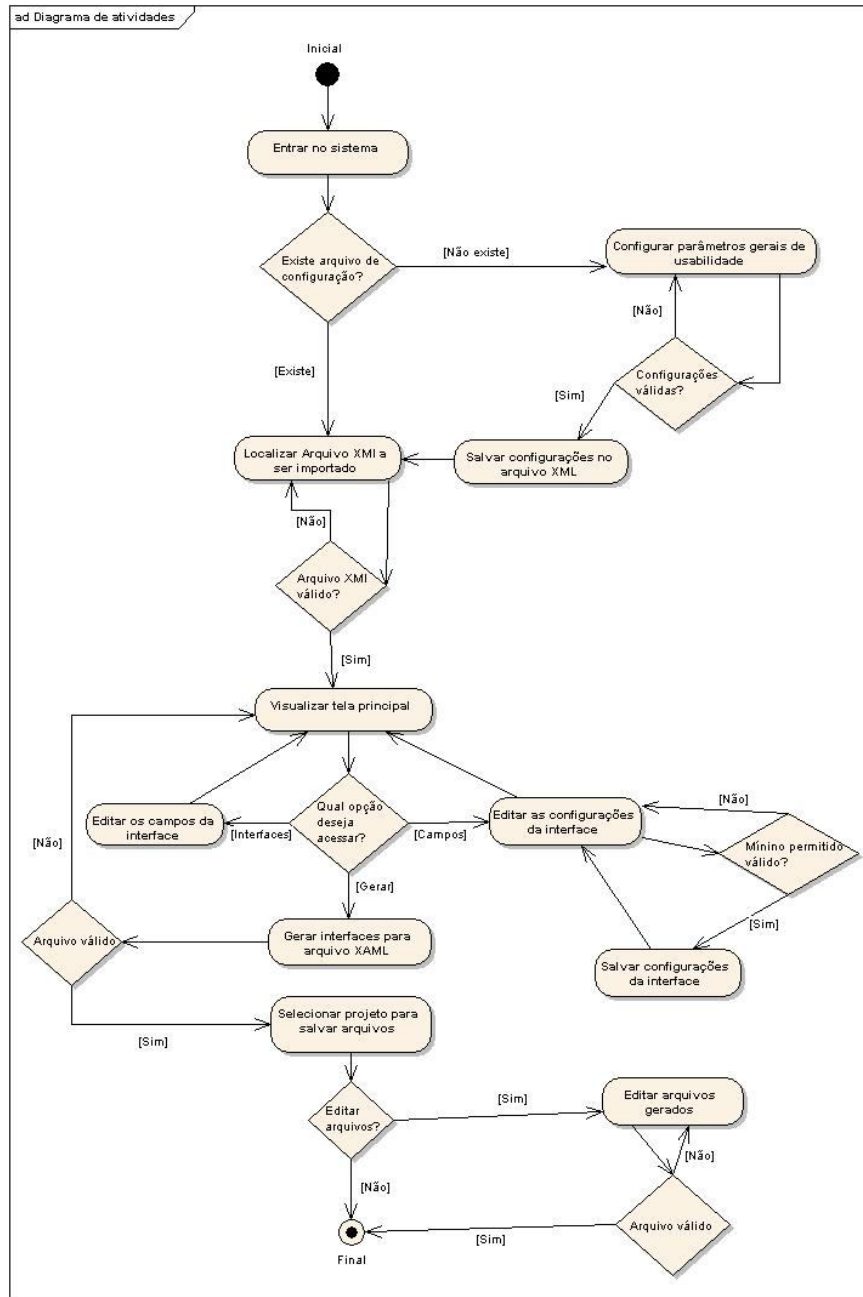 ad Diagrama de atividades
Inicial
Entrar no sistema
Existe arquivo de
configuração?
[Não existe]
Configurar parâmetros gerais de
usabilidade
[Não]
[Existe]
Configurações
válidas?
[Sim]
Localizar Arquivo XMI a
ser importado
Salvar configurações no
arquivo XML
[Não]
Arquivo XMI
válido?
[Sim]
Visualizar tela principal
Editar os campos da
interface
[Interfaces]
Qual opção
deseja
acessar?
[Campos]
Editar as configurações
da interface
[Não]
Mínino permitido
válido?
[Não]
[Gerar]
[Sim]
Arquivo válido
Gerar interfaces para
arquivo XAML
Salvar configurações
da interface
[Sim]
Selecionar projeto para
salvar arquivos
Editar
arquivos?
[Sim]
Editar arquivos
gerados
[Não]
[Não]
Arquivo válido
[Sim]
Final